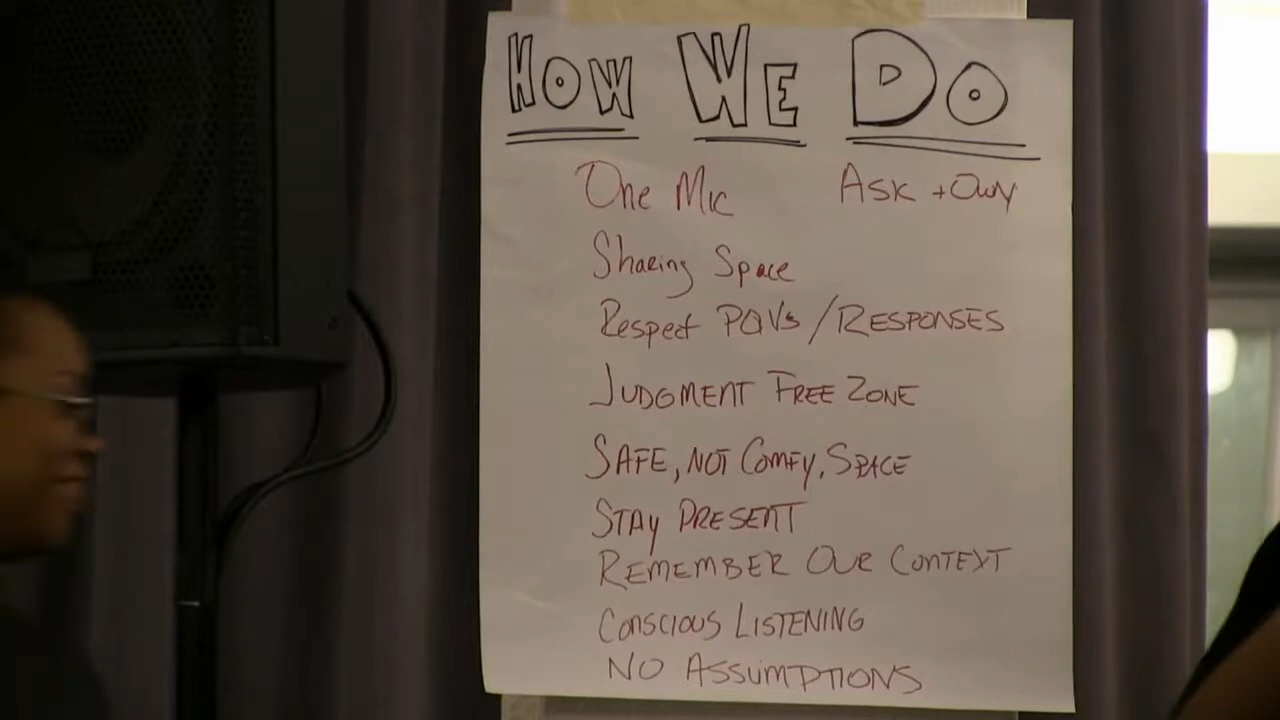 HOW WE DO
One Mic Ask + Own
Sharing Space
Respect POVs / RESPONSES
JUDGMENT FREE ZONE
SAFE, NOT COMFY, SPACE
STAY PRESENT
REMEMBER OUR CONTEXT
CONSCIOUS LISTENING
NO ASSUMPTIONS